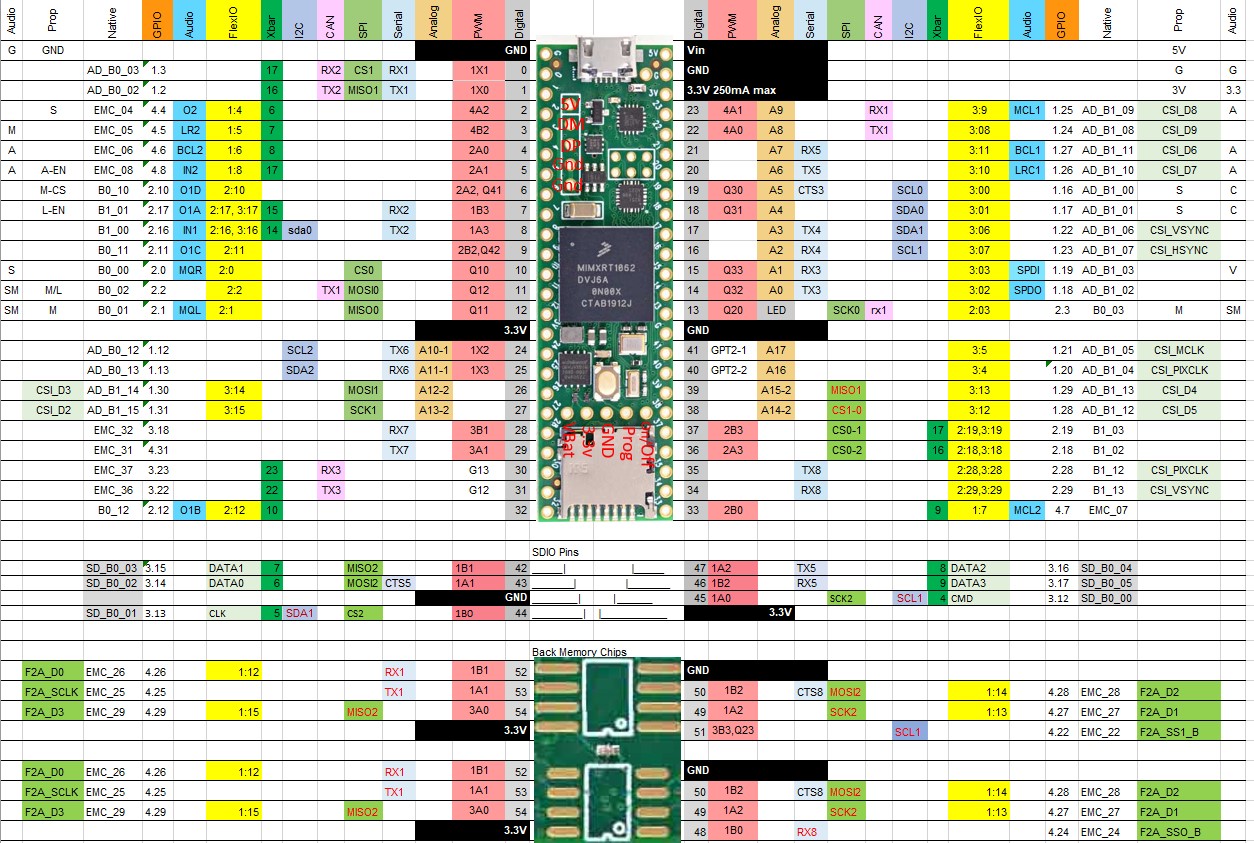 Audio Prop Native GPIO Audio FlexIO Xbar I2C CAN SPI Serial Analog PWM Digital Digital PWM Analog Serial SPI CAN I2C Xbar FlexIO Audio GPIO Native Prop Audio
G GND GND Vin 5V
AD_B0_03 1.3 17 RX2 CS1 RX1 1X1 0 GND G G
AD_B0_02 1.2 16 TX2 MISO1 TX1 1X0 1 3.3V 250mA max 3V 3.3
S EMC_04 4.4 O2 1:4 6 4A2 2 23 4A1 A9 RX1 3:9 MCL1 1.25 AD_B1_09 CSI_D8 A
M EMC_05 4.5 LR2 1:5 7 4B2 3 22 4A0 A8 TX1 3:08 1.24 AD_B1_08 CSI_D9
A EMC_06 4.6 BCL2 1:6 8 2A0 4 21 A7 RX5 3:11 BCL1 1.27 AD_B1_11 CSI_D6 A
A A-EN EMC_08 4.8 IN2 1:8 17 2A1 5 20 A6 TX5 3:10 LRC1 1.26 AD_B1_10 CSI_D7 A
M-CS B0_10 2.10 O1D 2:10 2A2, Q41 6 19 Q30 A5 CTS3 SCL0 3:00 1.16 AD_B1_00 S C
L-EN B1_01 2.17 O1A 2:17, 3:17 15 RX2 1B3 7 18 Q31 A4 SDA0 3:01 1.17 AD_B1_01 S C
B1_00 2.16 IN1 2:16, 3:16 14 sda0 TX2 1A3 8 17 A3 TX4 SDA1 3:06 1.22 AD_B1_06 CSI_VSYNC
B0_11 2.11 O1C 2:11 2B2,Q42 9 16 A2 RX4 SCL1 3:07 1.23 AD_B1_07 CSI_HSYNC
S B0_00 2.0 MQR 2:0 CS0 Q10 10 15 Q33 A1 RX3 3:03 SPDI 1.19 AD_B1_03 V
SM M/L B0_02 2.2 2:2 TX1 MOSI0 Q12 11 14 Q32 A0 TX3 3:02 SPDO 1.18 AD_B1_02
SM M B0_01 2.1 MQL 2:1 MISO0 Q11 12 13 Q20 LED SCK0 rx1 2:03 2.3 B0_03 M SM
3.3V GND
AD_B0_12 1.12 SCL2 TX6 A10-1 1X2 24 41 GPT2-1 A17 3:5 1.21 AD_B1_05 CSI_MCLK
AD_B0_13 1.13 SDA2 RX6 A11-1 1X3 25 40 GPT2-2 A16 3:4 1.20 AD_B1_04 CSI_PIXCLK
CSI_D3 AD_B1_14 1.30 3:14 MOSI1 A12-2 26 39 A15-2 MISO1 3:13 1.29 AD_B1_13 CSI_D4
CSI_D2 AD_B1_15 1.31 3:15 SCK1 A13-2 27 38 A14-2 CS1-0 3:12 1.28 AD_B1_12 CSI_D5
EMC_32 3.18 RX7 3B1 28 37 2B3 CS0-1 17 2:19,3:19 2.19 B1_03
EMC_31 4.31 TX7 3A1 29 36 2A3 CS0-2 16 2:18,3:18 2.18 B1_02
EMC_37 3.23 23 RX3 G13 30 35 TX8 2:28,3:28 2.28 B1_12 CSI_PIXCLK
EMC_36 3.22 22 TX3 G12 31 34 RX8 2:29,3:29 2.29 B1_13 CSI_VSYNC
B0_12 2.12 O1B 2:12 10 32 33 2B0 9 1:7 MCL2 4.7 EMC_07
5V
DM
DP
Gnd
Gnd
MIMXRT1062
DVJ6A
0N00X
CTAB1912J
VBat 3.3v GND Prog On/Off
SDIO Pins
SD_B0_03 3.15 DATA1 7 MISO2 1B1 42 47 1A2 TX5 8 DATA2 3.16 SD_B0_04
SD_B0_02 3.14 DATA0 6 MOSI2 CTS5 1A1 43 46 1B2 RX5 9 DATA3 3.17 SD_B0_05
GND 45 1A0 SCK2 SCL1 4 CMD 3.12 SD_B0_00
SD_B0_01 3.13 CLK 5 SDA1 CS2 1B0 44 3.3V
Back Memory Chips
F2A_D0 EMC_26 4.26 1:12 RX1 1B1 52 GND
F2A_SCLK EMC_25 4.25 TX1 1A1 53 50 1B2 CTS8 MOSI2 1:14 4.28 EMC_28 F2A_D2
F2A_D3 EMC_29 4.29 1:15 MISO2 3A0 54 49 1A2 SCK2 1:13 4.27 EMC_27 F2A_D1
3.3V 51 3B3,Q23 SCL1 4.22 EMC_22 F2A_SS1_B
F2A_D0 EMC_26 4.26 1:12 RX1 1B1 52 GND
F2A_SCLK EMC_25 4.25 TX1 1A1 53 50 1B2 CTS8 MOSI2 1:14 4.28 EMC_28 F2A_D2
F2A_D3 EMC_29 4.29 1:15 MISO2 3A0 54 49 1A2 SCK2 1:13 4.27 EMC_27 F2A_D1
3.3V 48 1B0 RX8 4.24 EMC_24 F2A_SSO_B